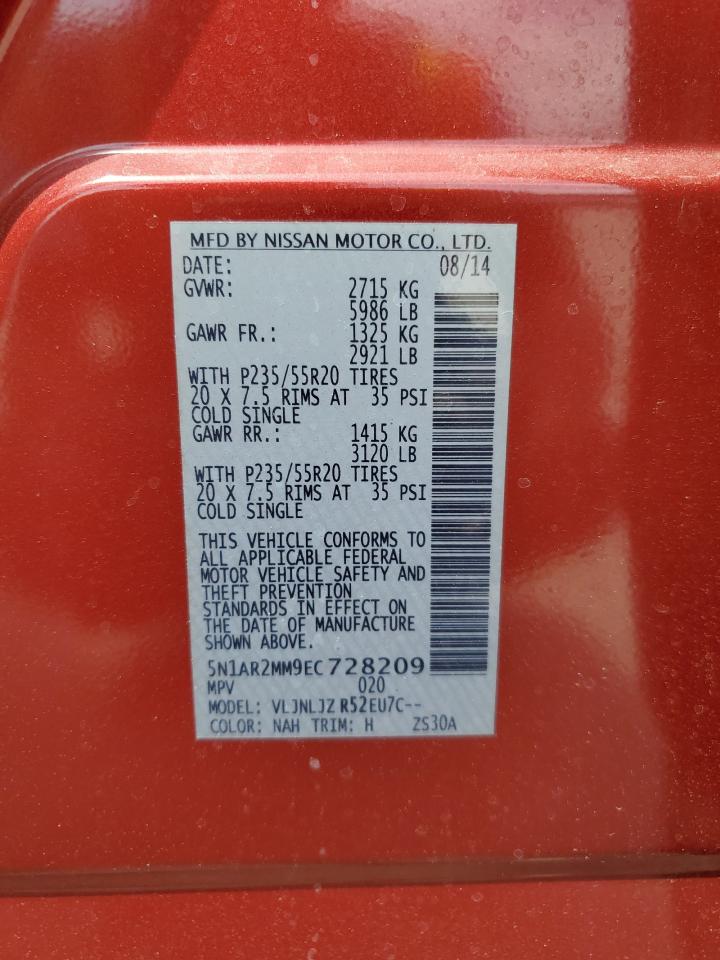 MFD BY NISSAN MOTOR CO., LTD.
DATE: 08/14
GVWR: 2715 KG
5986 LB
GAWR FR.: 1325 KG
2921 LB
WITH P235/55R20 TIRES
20 X 7.5 RIMS AT 35 PSI
COLD SINGLE
GAWR RR.: 1415 KG
3120 LB
WITH P235/55R20 TIRES
20 X 7.5 RIMS AT 35 PSI
COLD SINGLE
THIS VEHICLE CONFORMS TO
ALL APPLICABLE FEDERAL
MOTOR VEHICLE SAFETY AND
THEFT PREVENTION
STANDARDS IN EFFECT ON
THE DATE OF MANUFACTURE
SHOWN ABOVE.
5N1AR2MM9EC728209
MPV 020
MODEL: VLJNLJZ R52EU7C--
COLOR: NAH TRIM: H ZS30A